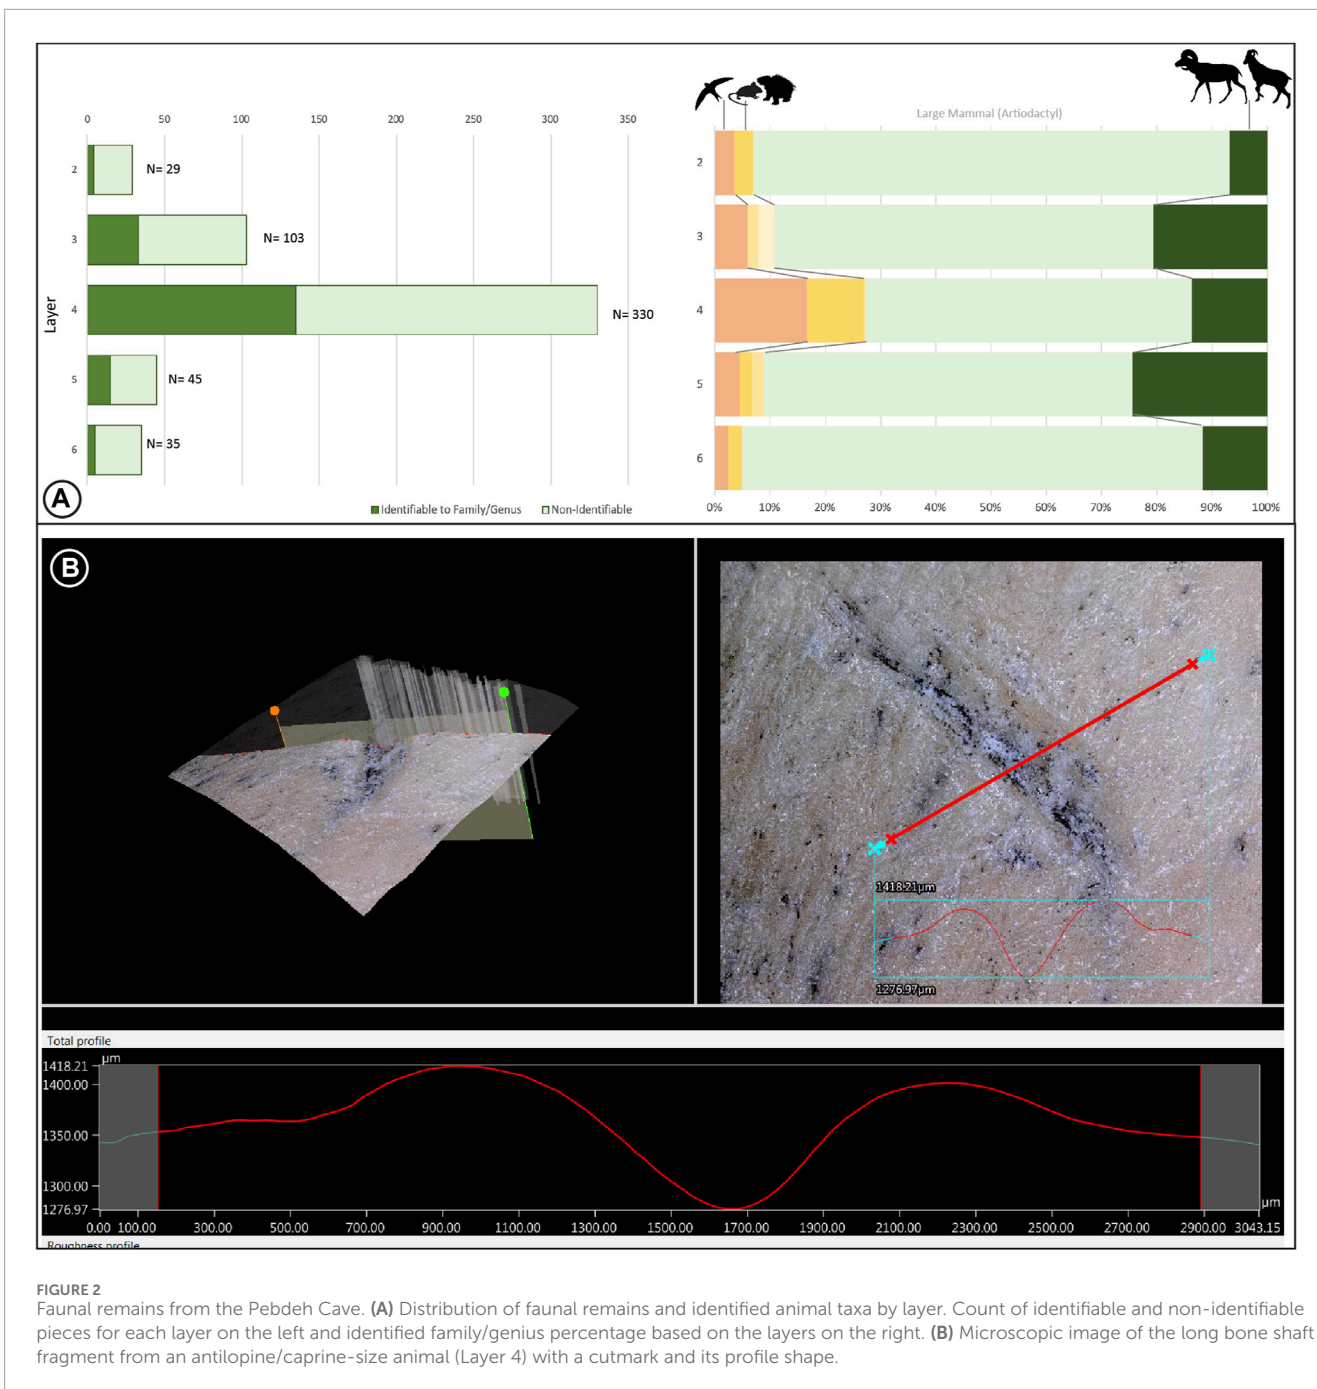 0 50 100 150 200 250 300 350
Layer
2 N= 29
3 N= 103
4 N= 330
5 N= 45
6 N= 35
Identifiable to Family/Genus Non-Identifiable
A
Large Mammal (Artiodactyl)
2
3
4
5
6
0% 10% 20% 30% 40% 50% 60% 70% 80% 90% 100%
B
1418.21µm
1276.97µm
Total profile
µm
1418.21
1400.00
1350.00
1300.00
1276.97
µm
0.00 100.00 300.00 500.00 700.00 900.00 1100.00 1300.00 1500.00 1700.00 1900.00 2100.00 2300.00 2500.00 2700.00 2900.00 3043.15
Roughness profile
FIGURE 2
Faunal remains from the Pebdeh Cave. (A) Distribution of faunal remains and identified animal taxa by layer. Count of identifiable and non-identifiable
pieces for each layer on the left and identified family/genius percentage based on the layers on the right. (B) Microscopic image of the long bone shaft
fragment from an antilopine/caprine-size animal (Layer 4) with a cutmark and its profile shape.